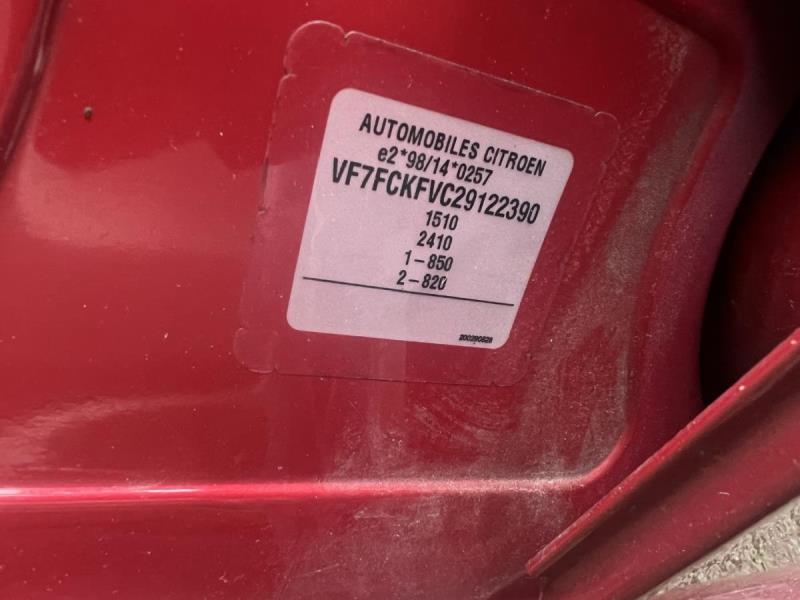 AUTOMOBILES CITROEN
e2*98/14*0257
VF7FCKFVC29122390
1510
2410
1-850
2-820